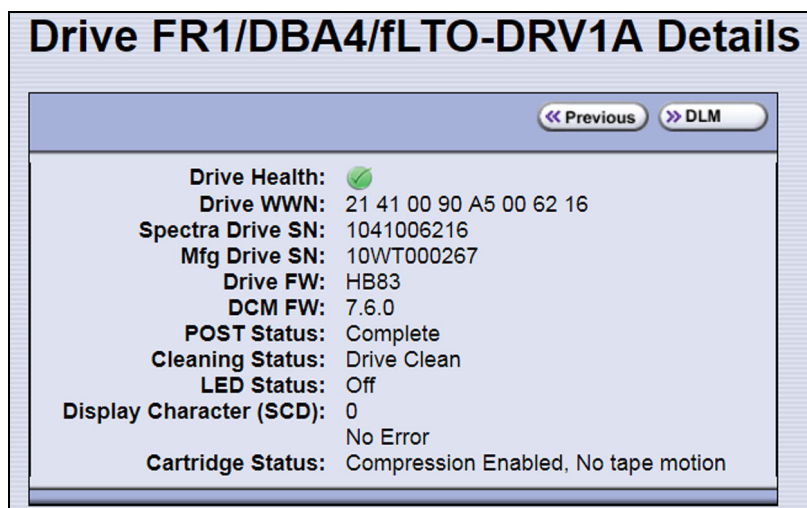 Drive FR1/DBA4/fLTO-DRV1A Details
Previous DLM
Drive Health:
Drive WWN: 21 41 00 90 A5 00 62 16
Spectra Drive SN: 1041006216
Mfg Drive SN: 10WT000267
Drive FW: HB83
DCM FW: 7.6.0
POST Status: Complete
Cleaning Status: Drive Clean
LED Status: Off
Display Character (SCD): 0
No Error
Cartridge Status: Compression Enabled, No tape motion